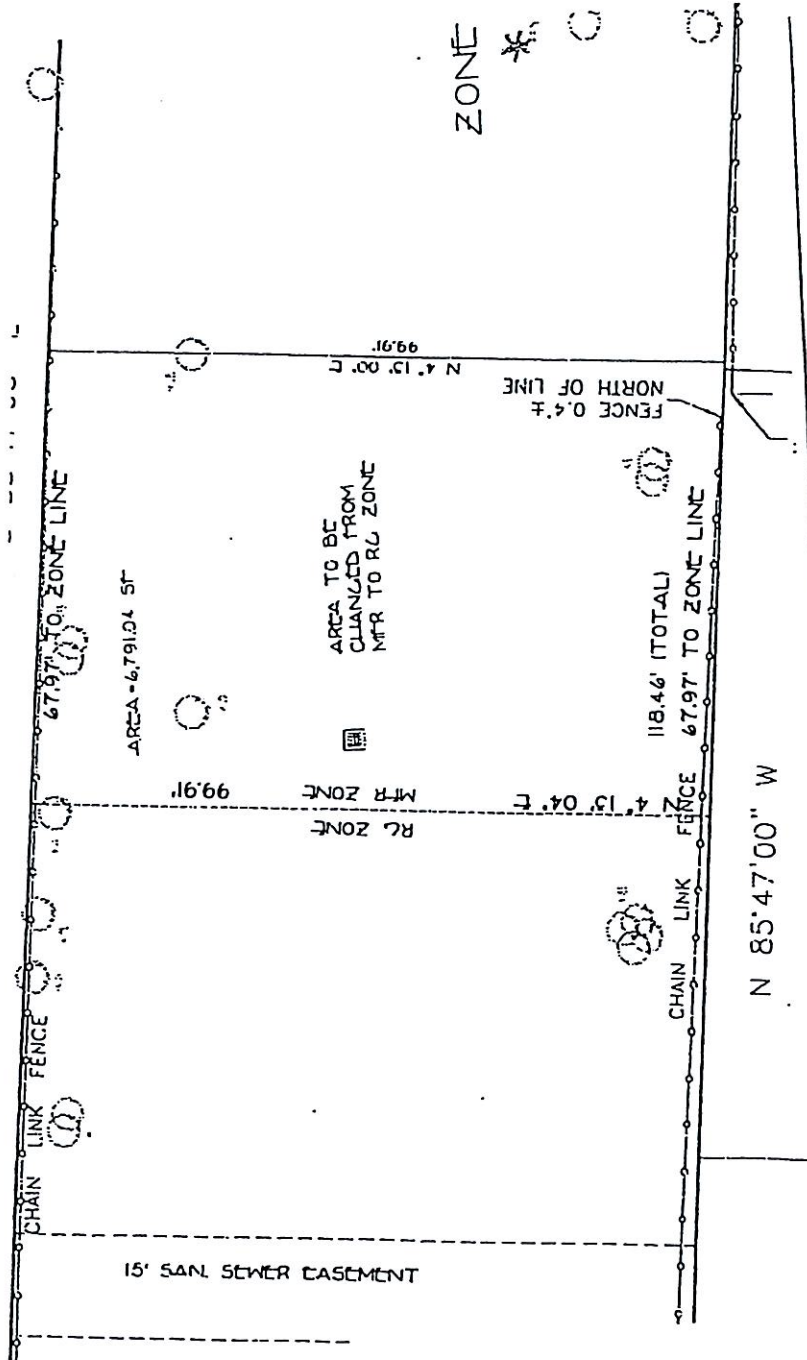 ZONE
99.91'
N 4° 13' 00" E
FENCE 0.4'±
NORTH OF LINE
67.97' TO ZONE LINE
AREA = 6,791.04 SF
AREA TO BE
CHANGED FROM
MFR TO RC ZONE
118.46' (TOTAL)
67.97' TO ZONE LINE
99.91'
MFR ZONE
N 4° 13' 04" E
RC ZONE
CHAIN LINK FENCE
CHAIN LINK FENCE
N 85°47'00" W
15' SAN. SEWER EASEMENT